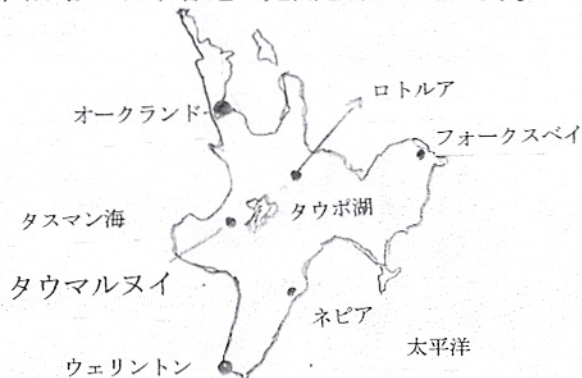 ロトルア
オークランド
フォークスベイ
タウポ湖
タスマン海
タウマルヌイ
ネピア
太平洋
ウェリントン